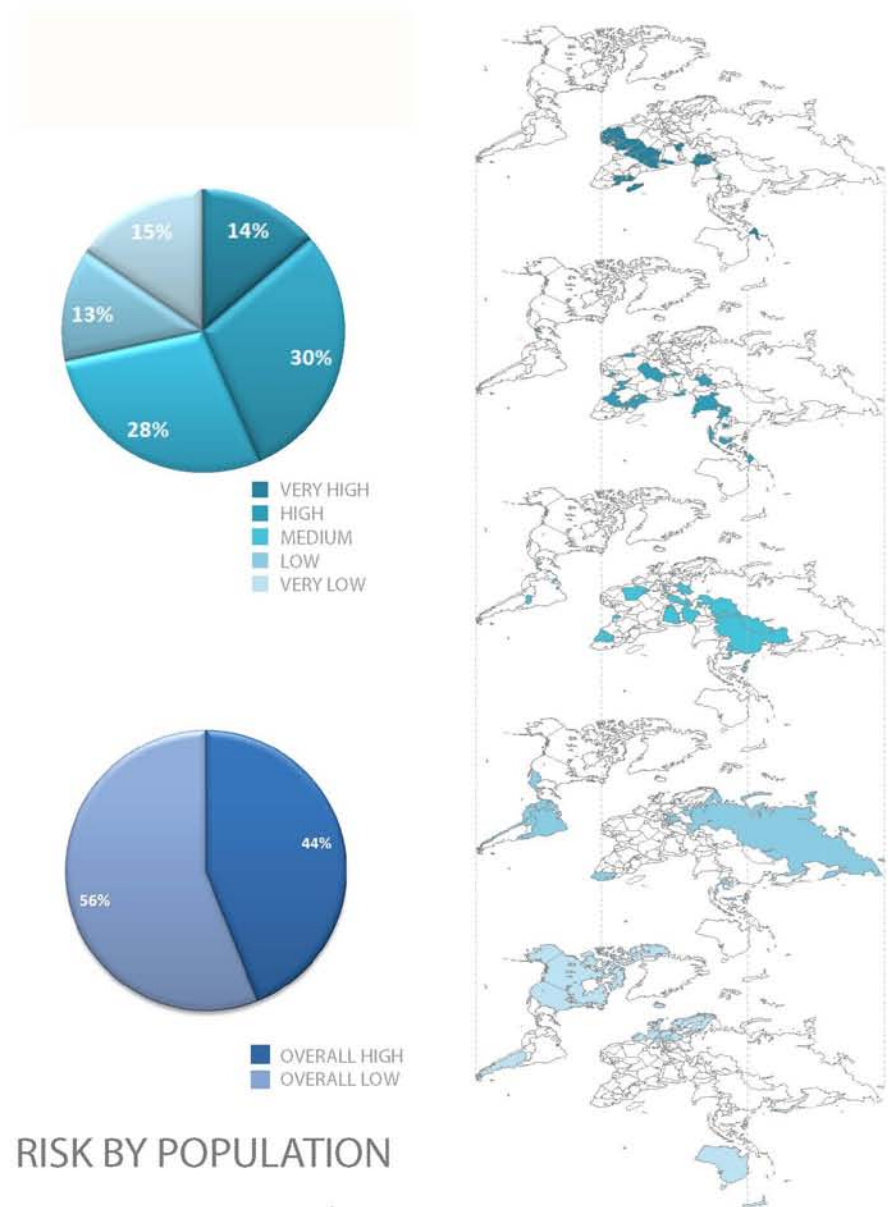 15%
14%
13%
30%
28%
VERY HIGH
HIGH
MEDIUM
LOW
VERY LOW
44%
56%
OVERALL HIGH
OVERALL LOW
RISK BY POPULATION